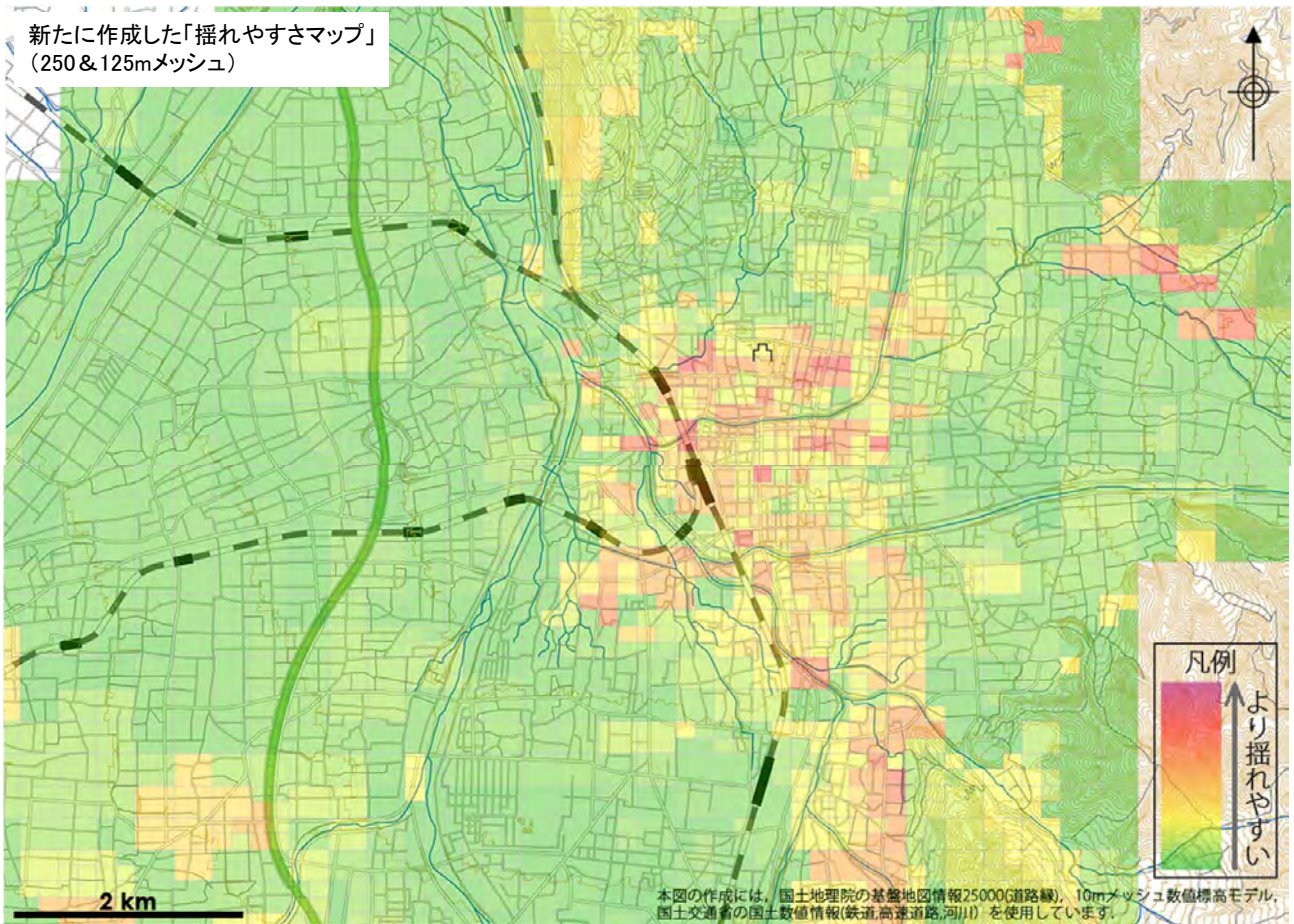 新たに作成した「揺れやすさマップ」
(250&125mメッシュ)
凡例
より揺れやすい
2 km
本図の作成には，国土地理院の基盤地図情報25000(道路縁)，10mメッシュ数値標高モデル，
国土交通省の国土数値情報(鉄道,高速道路,河川）を使用しています．